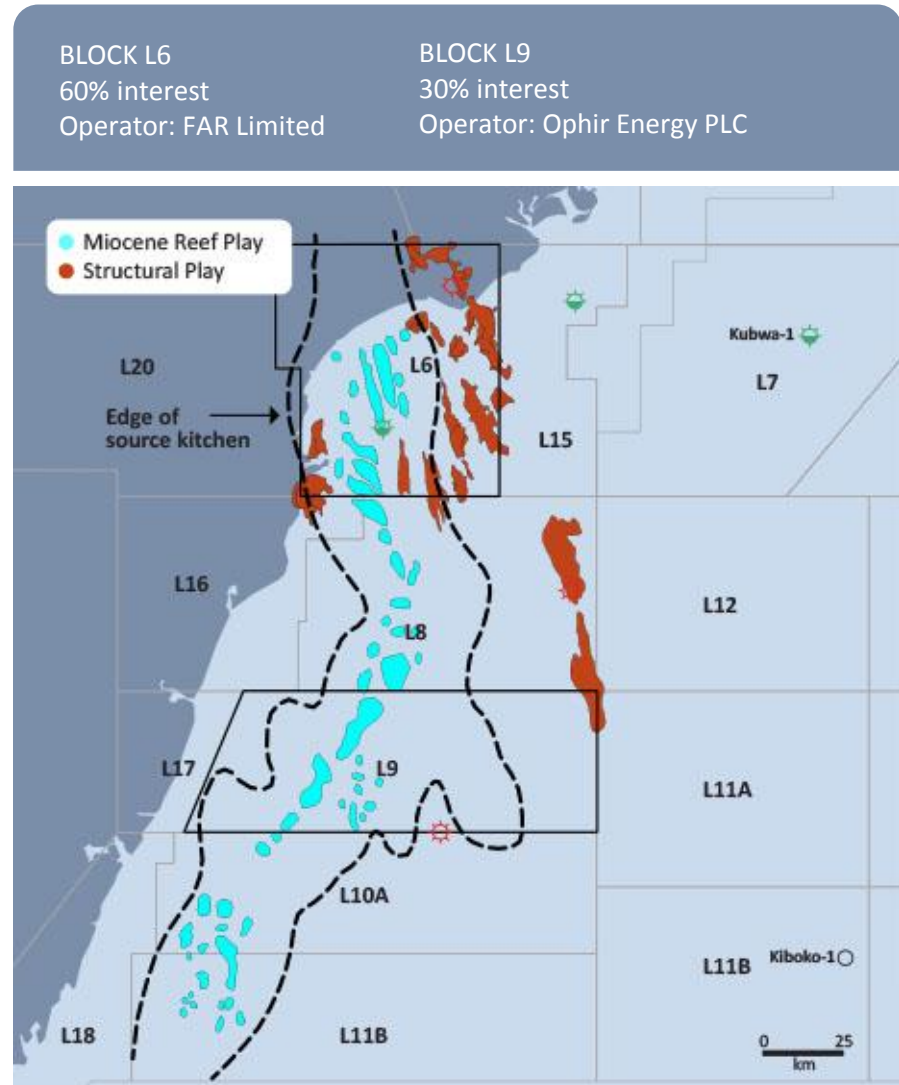 BLOCK L6
60% interest
Operator: FAR Limited
BLOCK L9
30% interest
Operator: Ophir Energy PLC
Miocene Reef Play
Structural Play
Kubwa-1
L20
L6
L7
Edge of
source kitchen
L15
L16
L12
L8
L17
L9
L11A
L10A
L11B
Kiboko-1
L18
L11B
0 25
km